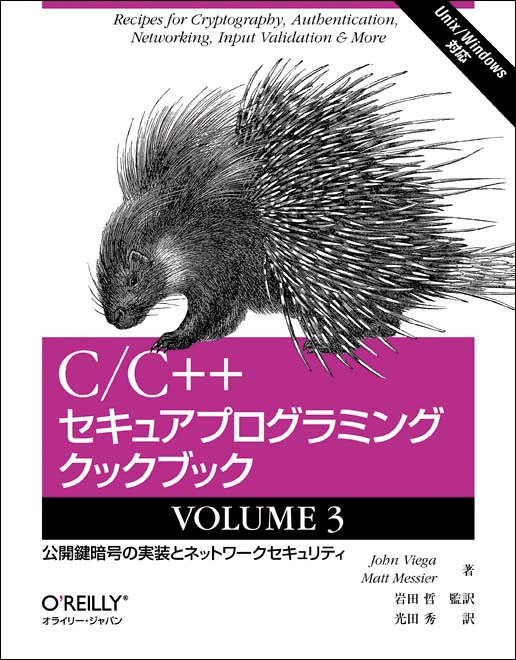 Recipes for Cryptography, Authentication,
Networking, Input Validation & More
Unix/Windows
対応
C/C++
セキュアプログラミング
クックブック
VOLUME 3
公開鍵暗号の実装とネットワークセキュリティ
John Viega
Matt Messier 著
岩田 哲 監訳
光田 秀 訳
O'REILLY®
オライリー・ジャパン